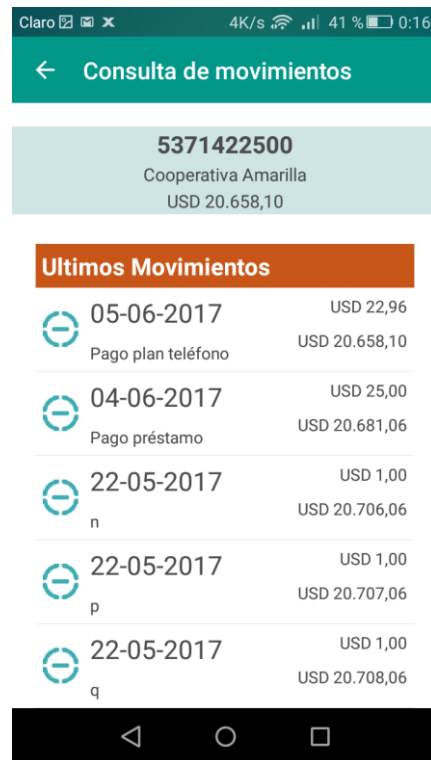 Claro 4K/s 41 % 0:16
Consulta de movimientos
5371422500
Cooperativa Amarilla
USD 20.658,10
Ultimos Movimientos
05-06-2017 USD 22,96
Pago plan teléfono USD 20.658,10
04-06-2017 USD 25,00
Pago préstamo USD 20.681,06
22-05-2017 USD 1,00
n USD 20.706,06
22-05-2017 USD 1,00
p USD 20.707,06
22-05-2017 USD 1,00
q USD 20.708,06